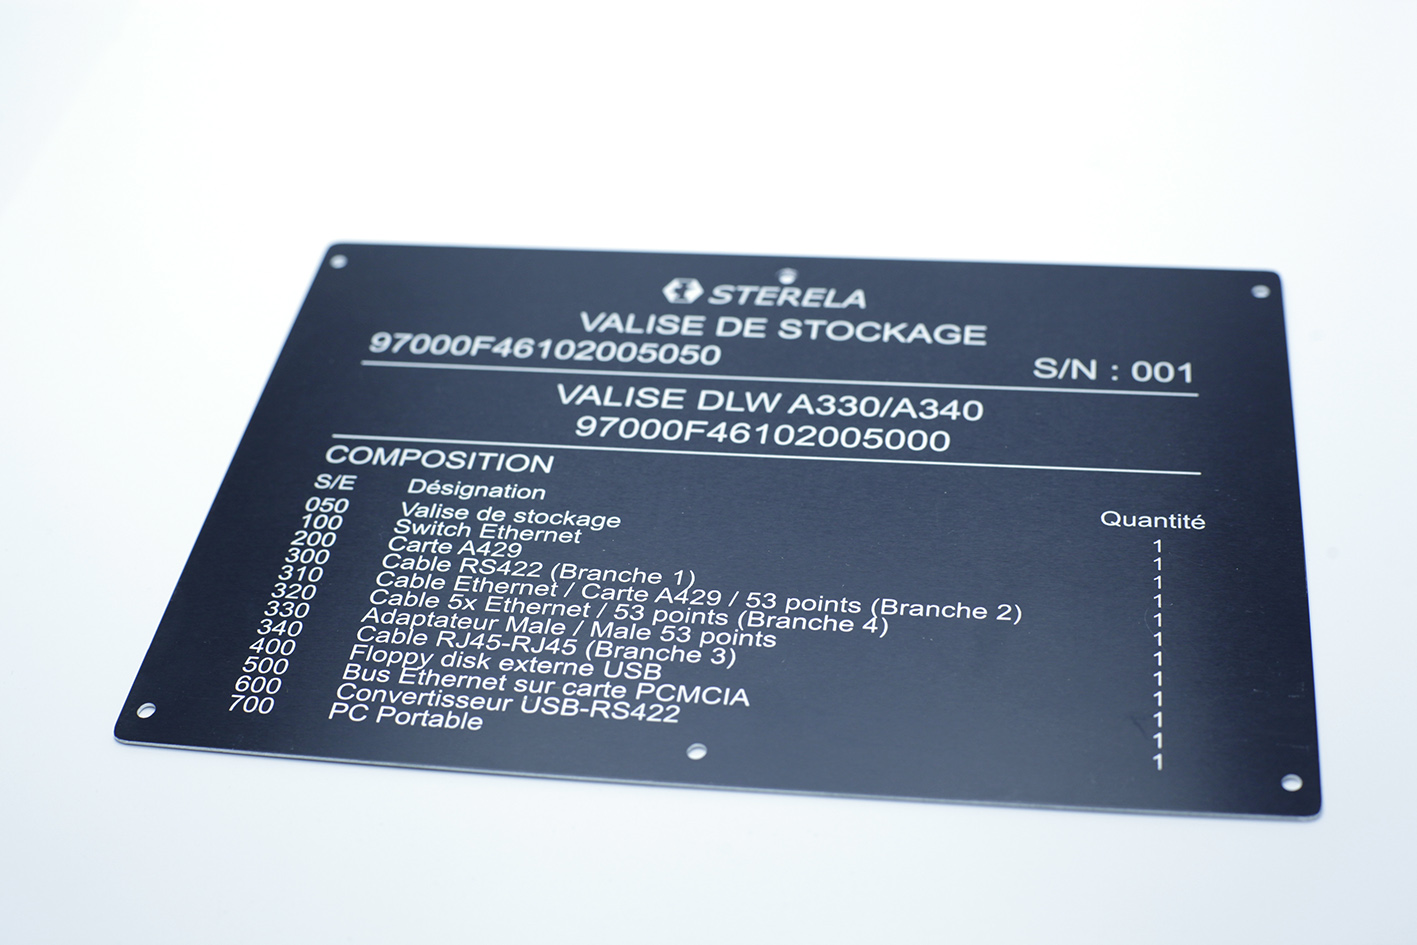 STERELA
VALISE DE STOCKAGE
97000F46102005050 S/N : 001
VALISE DLW A330/A340
97000F46102005000
COMPOSITION
S/E Désignation Quantité
050 Valise de stockage 1
100 Switch Ethernet 1
200 Carte A429 1
300 Cable RS422 (Branche 1) 1
310 Cable Ethernet / Carte A429 / 53 points (Branche 2) 1
320 Cable 5x Ethernet / 53 points (Branche 4) 1
330 Adaptateur Male / Male 53 points 1
340 Cable RJ45-RJ45 (Branche 3) 1
400 Floppy disk externe USB 1
500 Bus Ethernet sur carte PCMCIA 1
600 Convertisseur USB-RS422 1
700 PC Portable 1